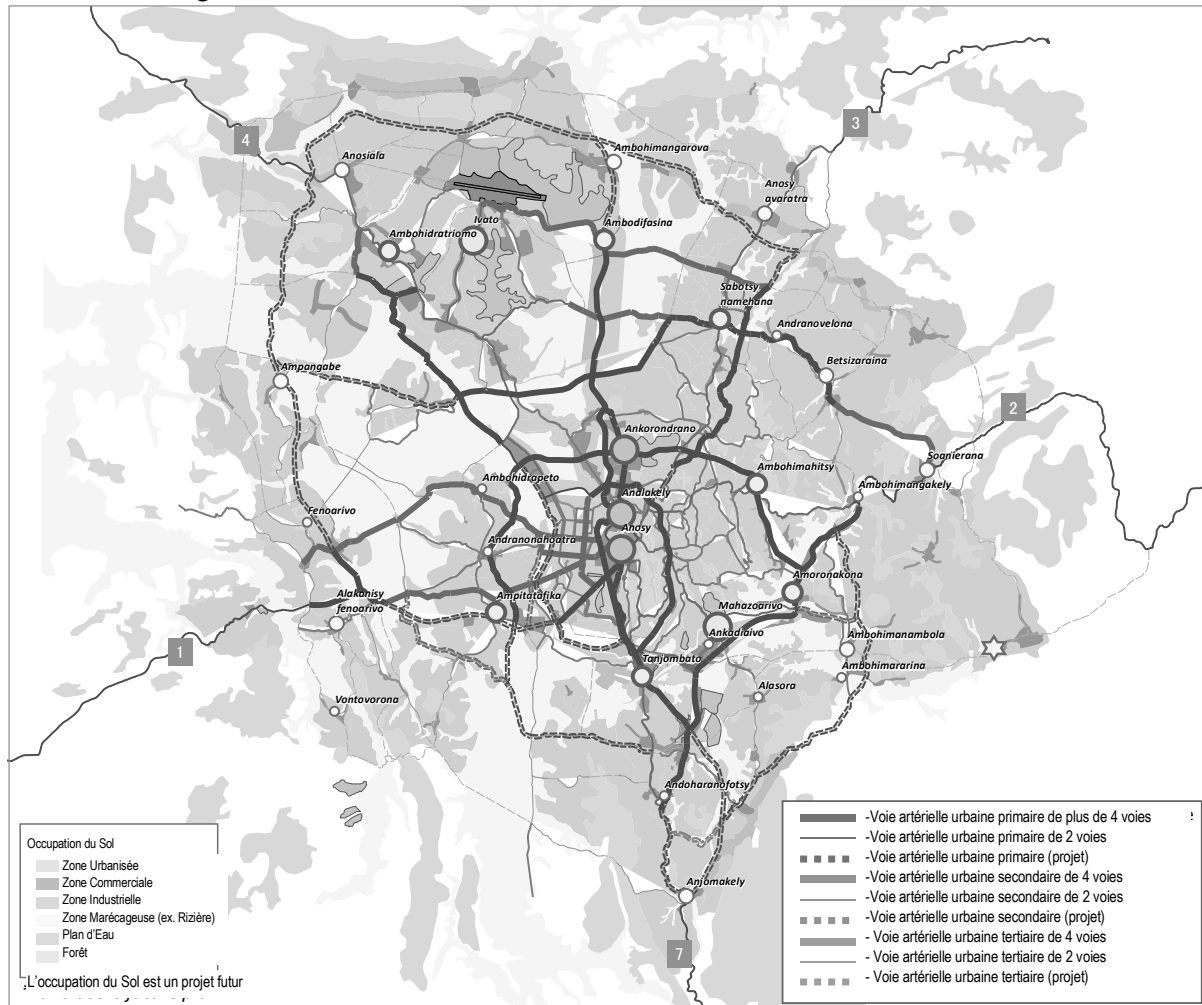 4
3
Ambohimangarova
Anosiala
Anosy
avaratra
Ivato
Ambodifasina
Ambohidratriomo
Sabotsy
namehana
Andranovelona
Betsizaraina
Ampangabe
2
Ankorondrano
Soanierana
Ambohimahitsy
Ambohimangakely
Ambohidrapeto
Andlakely
Fenoarivo
Anosy
Andranonahoatra
Amoronakona
Alakanisy
fenoarivo
Ampitatafika
Mahazoarivo
Ankadiaivo
Ambohimanambola
1
Tanjombato
Ambohimararina
Alasora
Vontovorona
Andoharanofotsy
Anjomakely
7
Occupation du Sol
Zone Urbanisée
Zone Commerciale
Zone Industrielle
Zone Marécageuse (ex. Rizière)
Plan d'Eau
Forêt
L'occupation du Sol est un projet futur
-Voie artérielle urbaine primaire de plus de 4 voies
-Voie artérielle urbaine primaire de 2 voies
-Voie artérielle urbaine primaire (projet)
-Voie artérielle urbaine secondaire de 4 voies
-Voie artérielle urbaine secondaire de 2 voies
-Voie artérielle urbaine secondaire (projet)
- Voie artérielle urbaine tertiaire de 4 voies
- Voie artérielle urbaine tertiaire de 2 voies
- Voie artérielle urbaine tertiaire (projet)